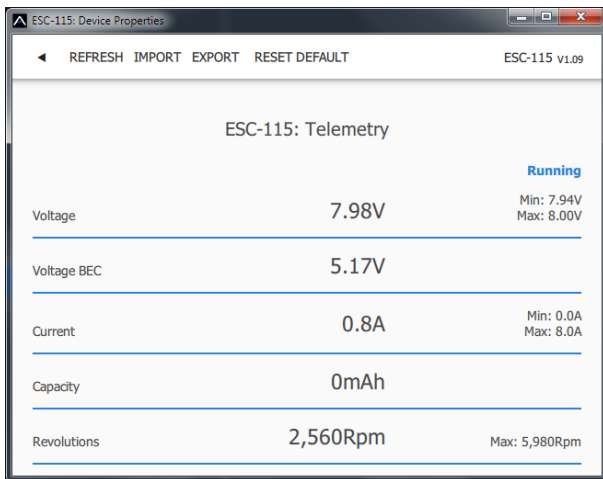 ESC-115: Device Properties
◄ REFRESH IMPORT EXPORT RESET DEFAULT ESC-115 V1.09
ESC-115: Telemetry
Running
Voltage 7.98V Min: 7.94V
Max: 8.00V
Voltage BEC 5.17V
Current 0.8A Min: 0.0A
Max: 8.0A
Capacity 0mAh
Revolutions 2,560Rpm Max: 5,980Rpm